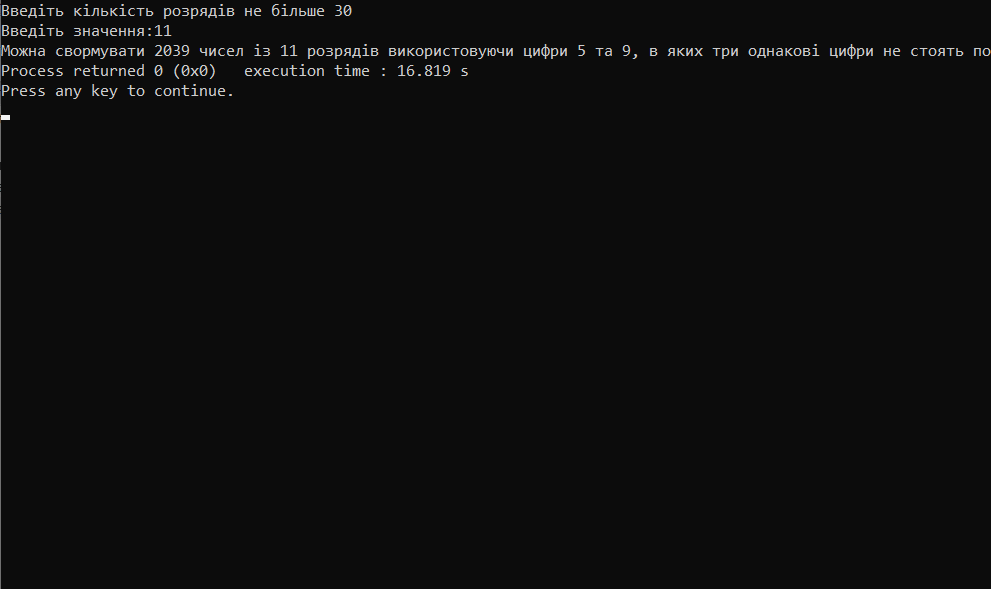 Введіть кількість розрядів не більше 30
Введіть значення:11
Можна свормувати 2039 чисел із 11 розрядів використовуючи цифри 5 та 9, в яких три однакові цифри не стоять по
Process returned 0 (0x0)   execution time : 16.819 s
Press any key to continue.